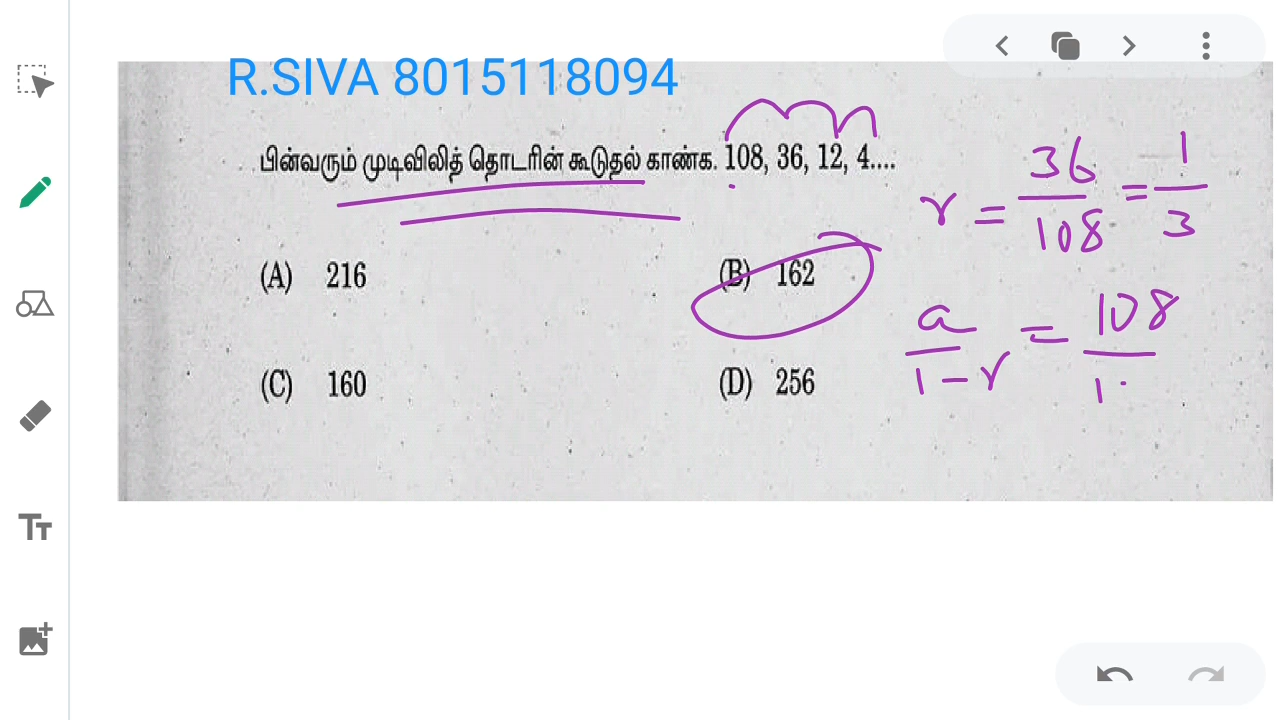 R.SIVA 8015118094
பின்வரும் முடிவிலித் தொடரின் கூடுதல் காண்க. 108, 36, 12, 4....
r = 36/108 = 1/3
(A) 216 (B) 162
a/1-r = 108/1
(C) 160 (D) 256
Tт